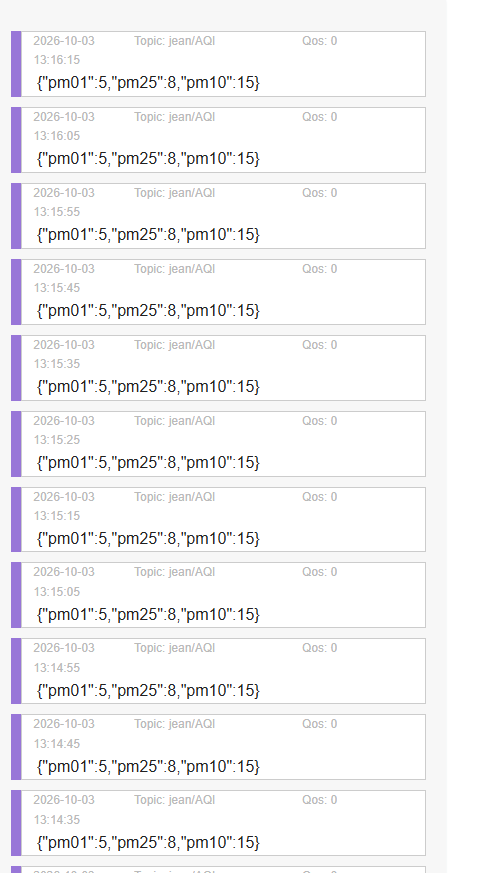 2026-10-03 Topic: jean/AQI Qos: 0
13:16:15
{"pm01":5,"pm25":8,"pm10":15}
2026-10-03 Topic: jean/AQI Qos: 0
13:16:05
{"pm01":5,"pm25":8,"pm10":15}
2026-10-03 Topic: jean/AQI Qos: 0
13:15:55
{"pm01":5,"pm25":8,"pm10":15}
2026-10-03 Topic: jean/AQI Qos: 0
13:15:45
{"pm01":5,"pm25":8,"pm10":15}
2026-10-03 Topic: jean/AQI Qos: 0
13:15:35
{"pm01":5,"pm25":8,"pm10":15}
2026-10-03 Topic: jean/AQI Qos: 0
13:15:25
{"pm01":5,"pm25":8,"pm10":15}
2026-10-03 Topic: jean/AQI Qos: 0
13:15:15
{"pm01":5,"pm25":8,"pm10":15}
2026-10-03 Topic: jean/AQI Qos: 0
13:15:05
{"pm01":5,"pm25":8,"pm10":15}
2026-10-03 Topic: jean/AQI Qos: 0
13:14:55
{"pm01":5,"pm25":8,"pm10":15}
2026-10-03 Topic: jean/AQI Qos: 0
13:14:45
{"pm01":5,"pm25":8,"pm10":15}
2026-10-03 Topic: jean/AQI Qos: 0
13:14:35
{"pm01":5,"pm25":8,"pm10":15}